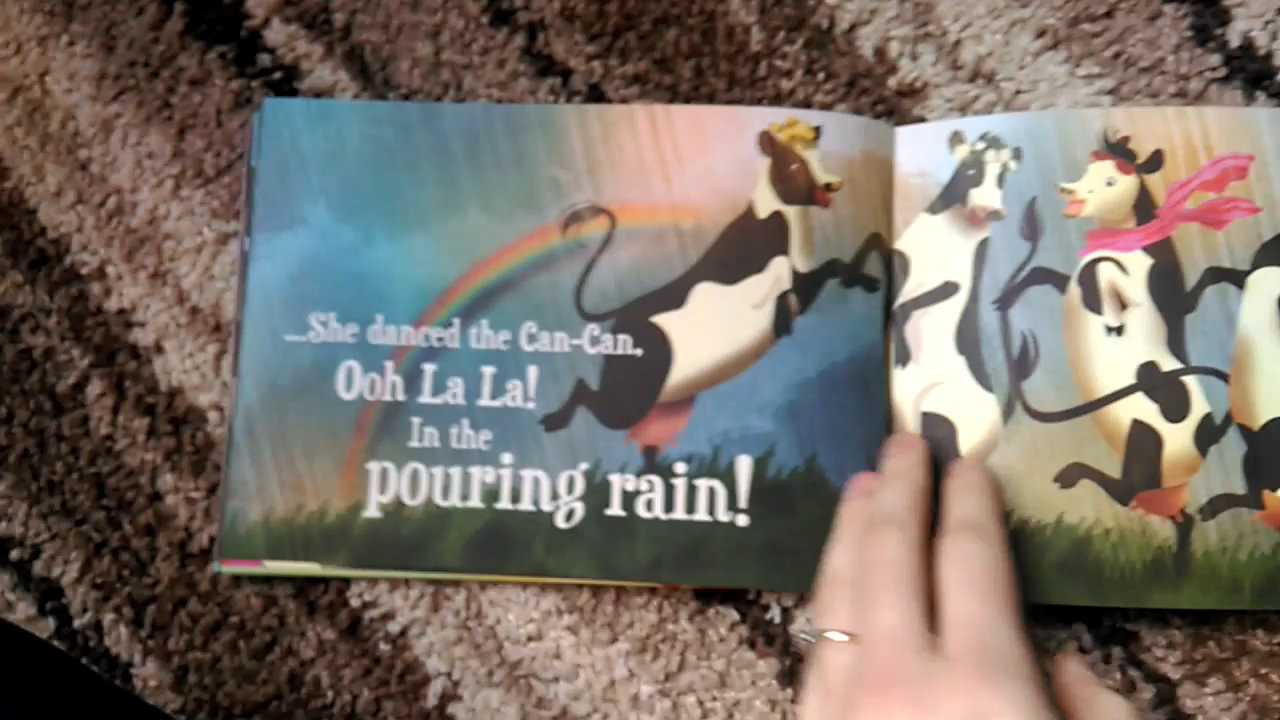 ...She danced the Can-Can,
Ooh La La!
In the
pouring rain!